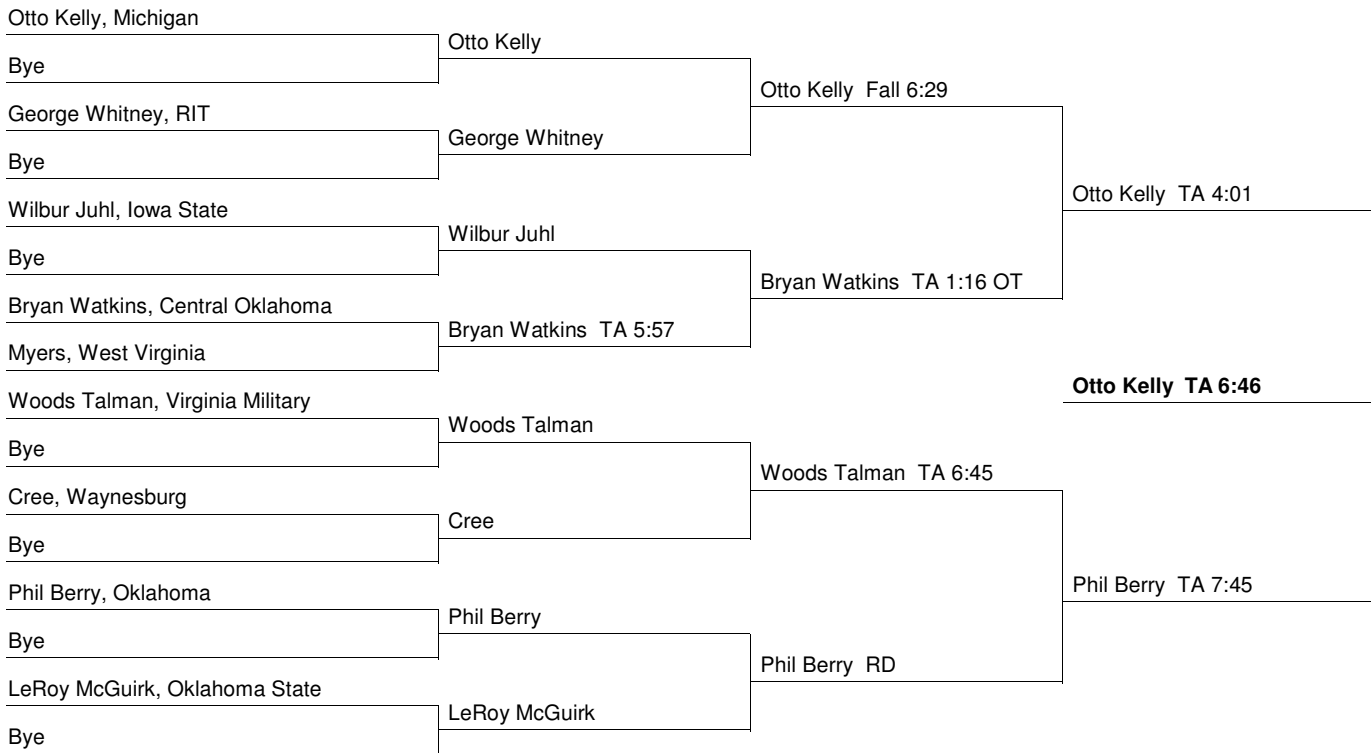 Otto Kelly, Michigan
Bye
George Whitney, RIT
Bye
Wilbur Juhl, Iowa State
Bye
Bryan Watkins, Central Oklahoma
Myers, West Virginia
Woods Talman, Virginia Military
Bye
Cree, Waynesburg
Bye
Phil Berry, Oklahoma
Bye
LeRoy McGuirk, Oklahoma State
Bye
Otto Kelly
George Whitney
Wilbur Juhl
Bryan Watkins TA 5:57
Woods Talman
Cree
Phil Berry
LeRoy McGuirk
Otto Kelly Fall 6:29
Bryan Watkins TA 1:16 OT
Woods Talman TA 6:45
Phil Berry RD
Otto Kelly TA 4:01
Otto Kelly TA 6:46
Phil Berry TA 7:45